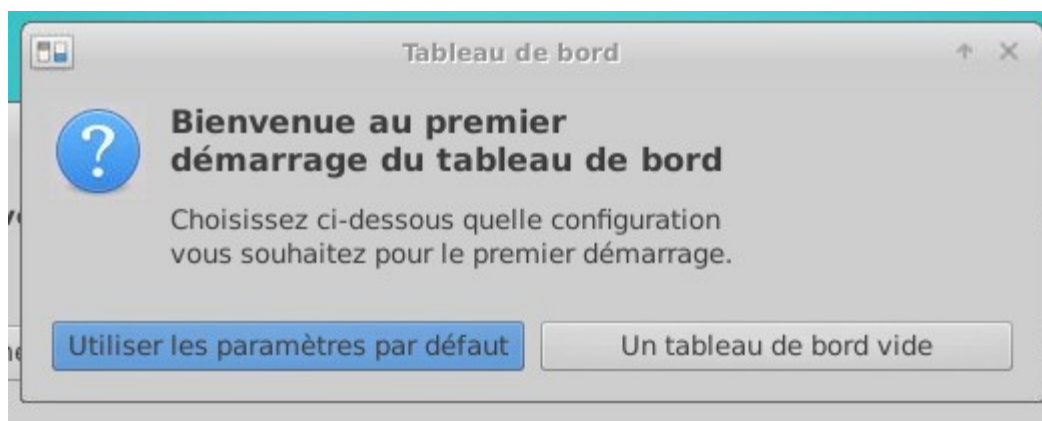 Tableau de bord
Bienvenue au premier
démarrage du tableau de bord
Choisissez ci-dessous quelle configuration
vous souhaitez pour le premier démarrage.
Utiliser les paramètres par défaut
Un tableau de bord vide